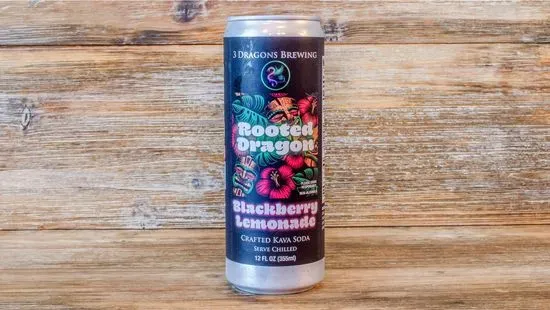 3 Dragons Brewing
Rooted
Dragon
Blackberry
Lemonade
Crafted Kava Soda
Serve Chilled
12 FL OZ (355ml)